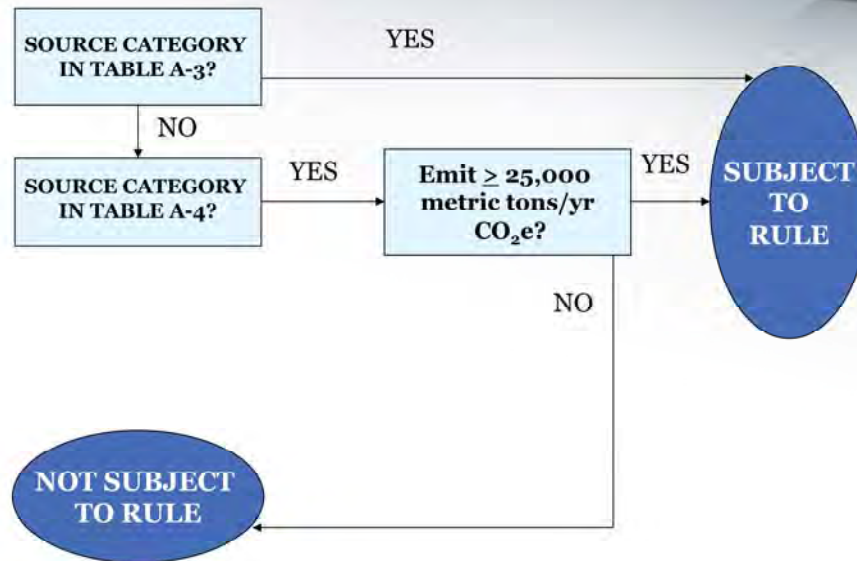 YES
SOURCE CATEGORY
IN TABLE A-3?
NO
SOURCE CATEGORY
IN TABLE A-4?
YES
Emit ≥ 25,000
metric tons/yr
CO₂e?
YES
SUBJECT
TO
RULE
NO
NOT SUBJECT
TO RULE